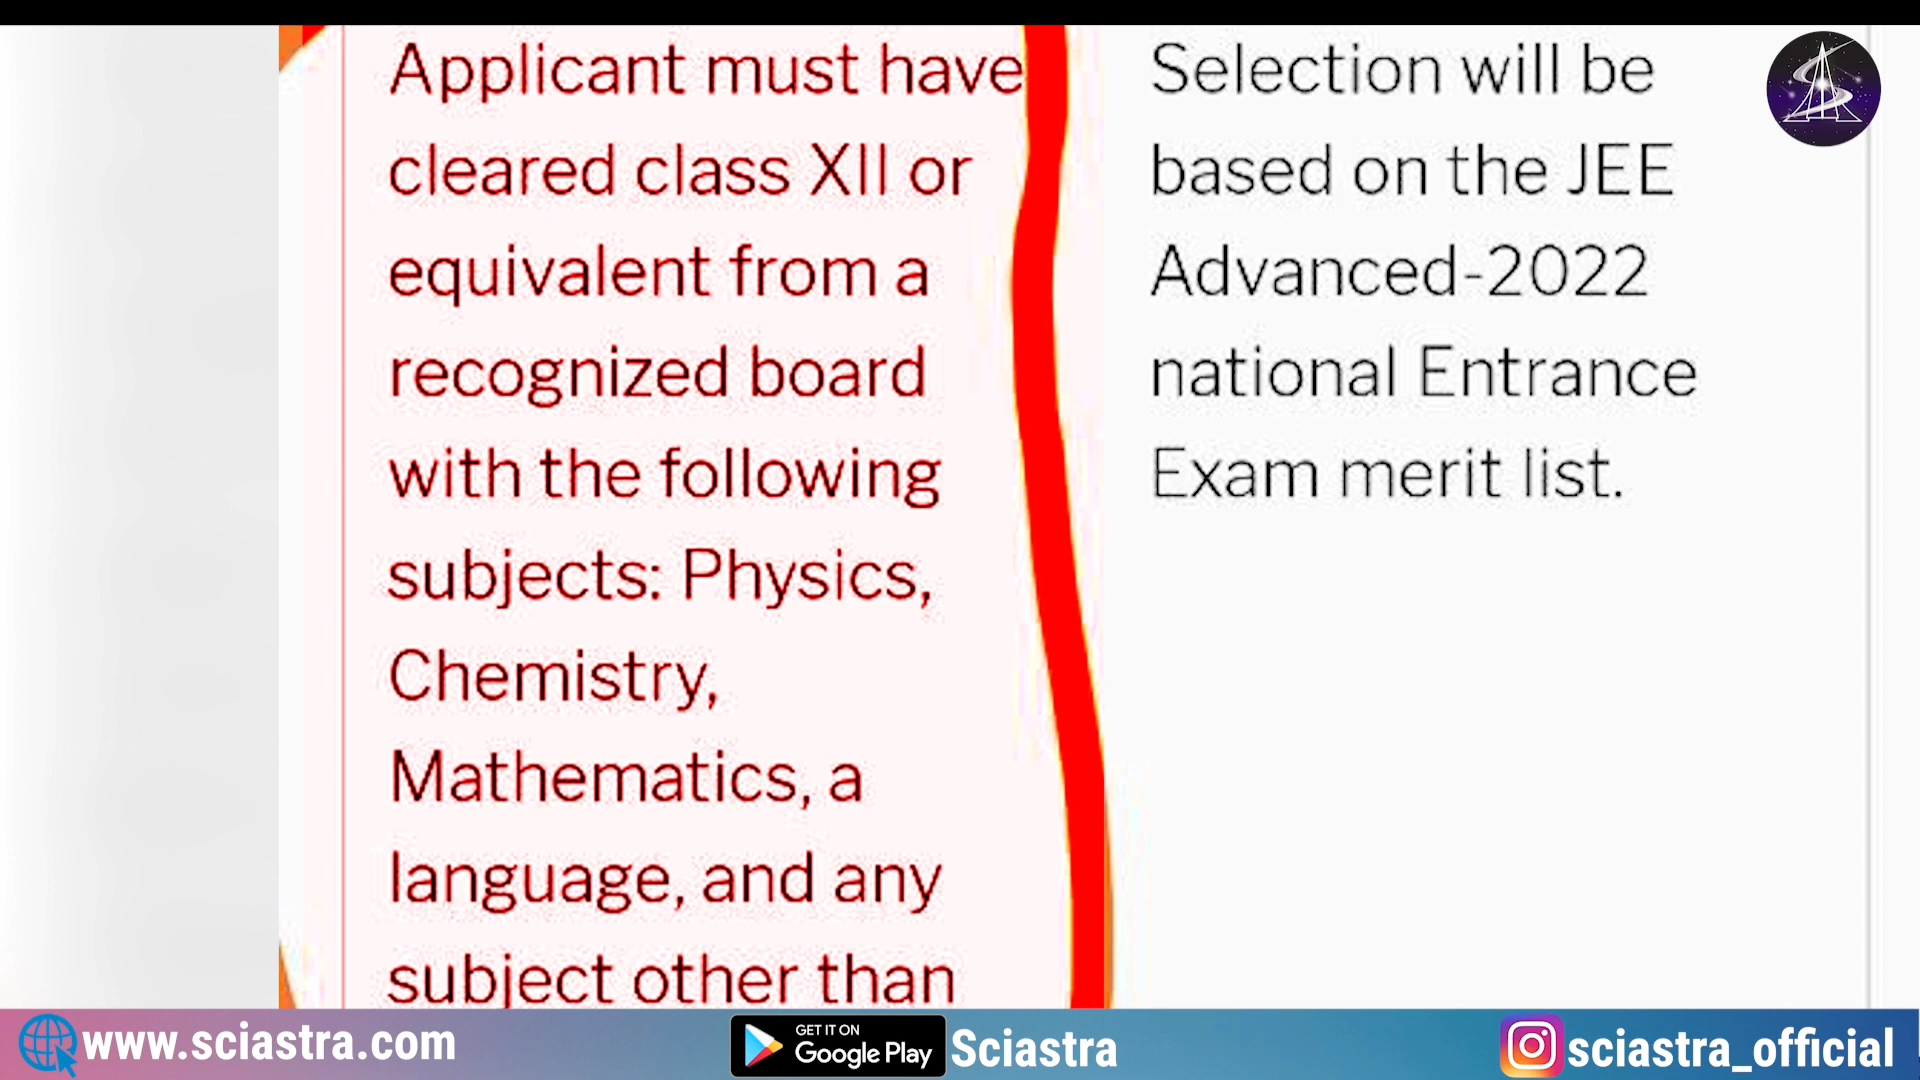 Applicant must have
cleared class XII or
equivalent from a
recognized board
with the following
subjects: Physics,
Chemistry,
Mathematics, a
language, and any
subject other than
Selection will be
based on the JEE
Advanced-2022
national Entrance
Exam merit list.
www.sciastra.com
GET IT ON
Google Play
Sciastra
sciastra_official